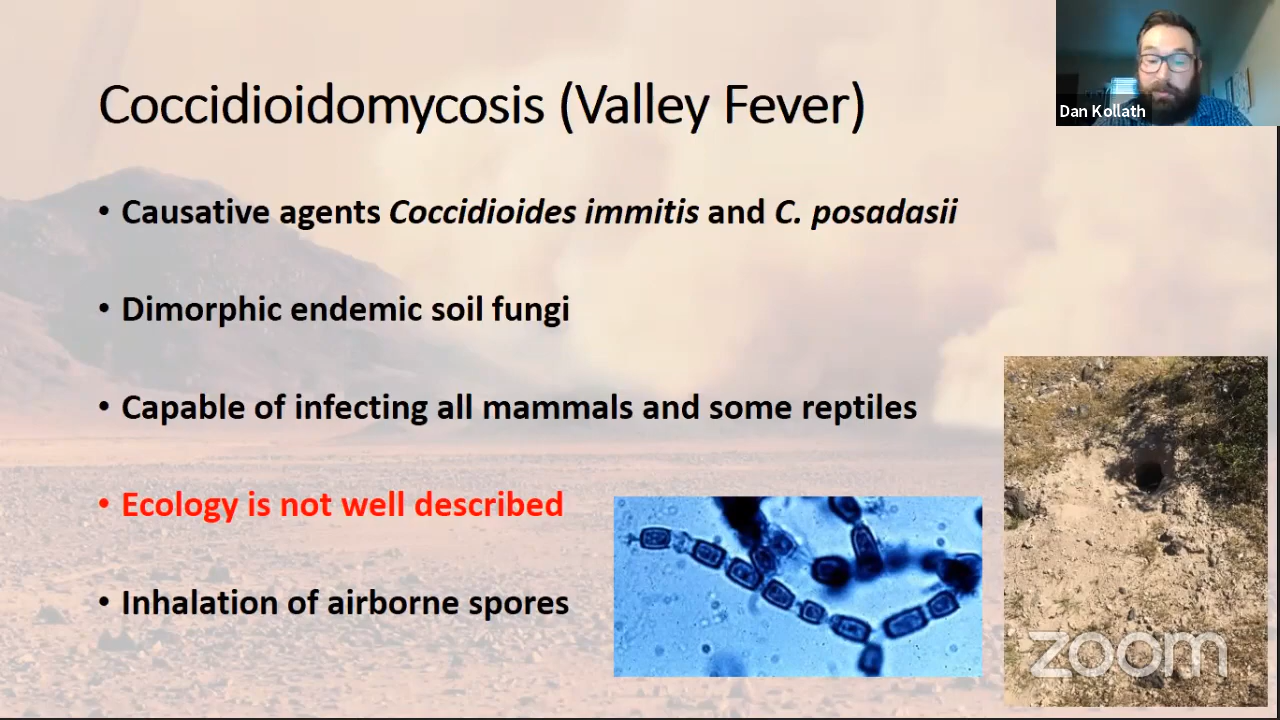 Coccidioidomycosis (Valley Fever)
Dan Kollath
• Causative agents Coccidioides immitis and C. posadasii
• Dimorphic endemic soil fungi
• Capable of infecting all mammals and some reptiles
• Ecology is not well described
• Inhalation of airborne spores
zoom